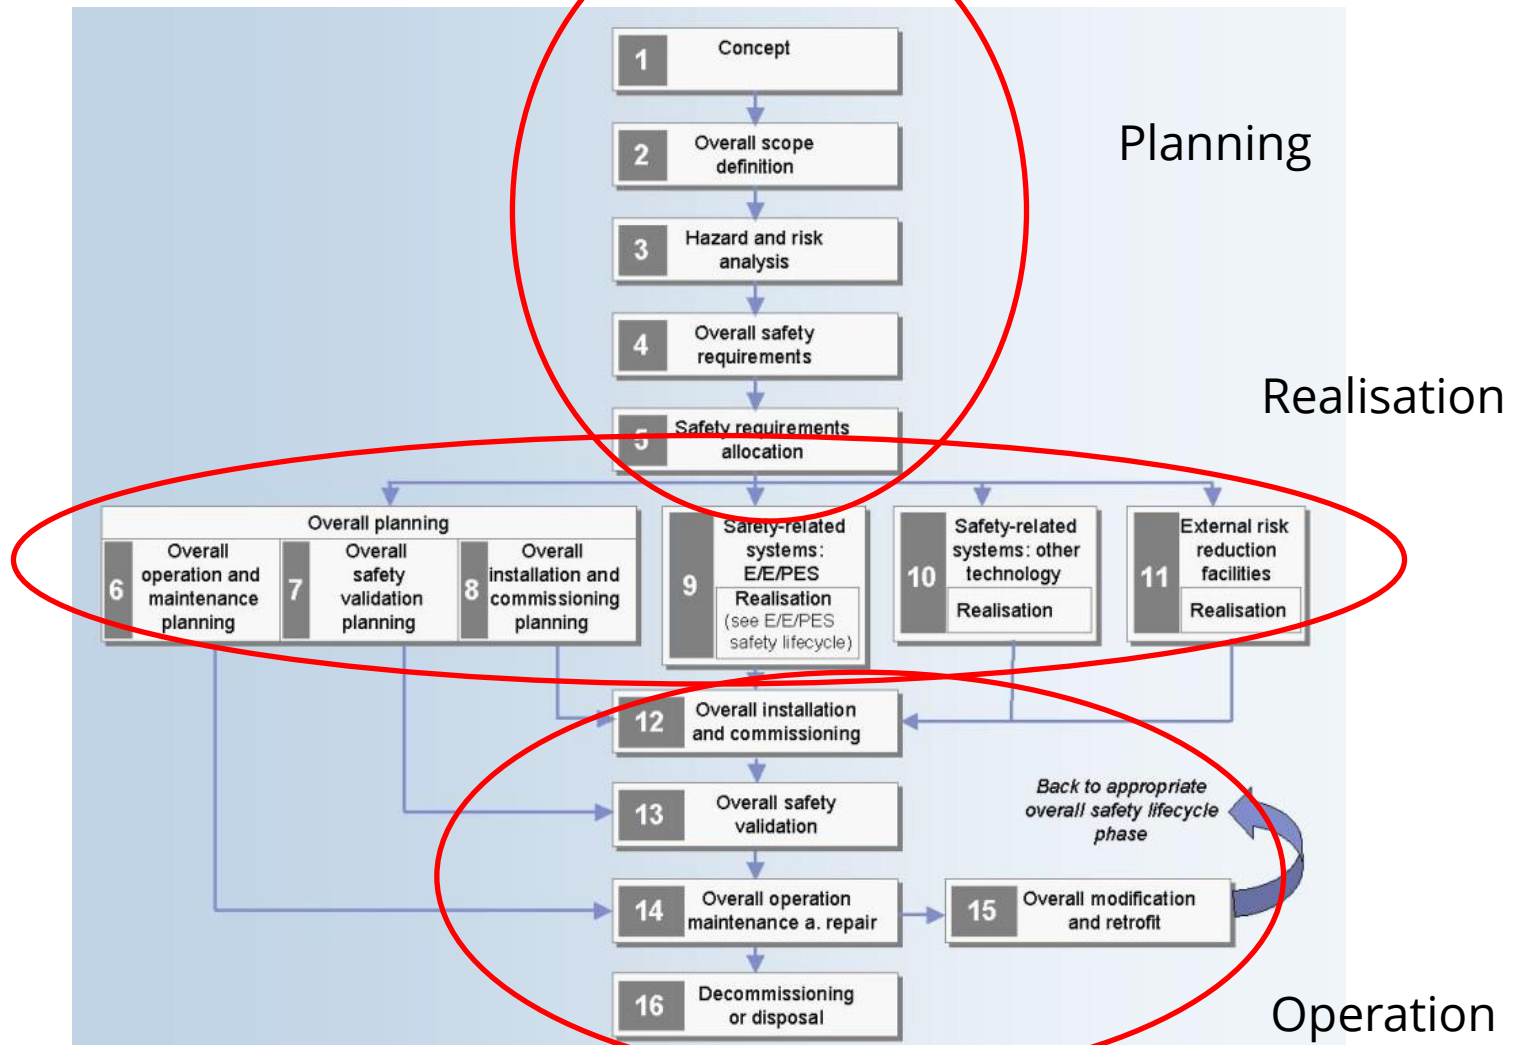 1
Concept
Planning
2
Overall scope
definition
3
Hazard and risk
analysis
4
Overall safety
requirements
Realisation
5
Safety requirements
allocation
Overall planning
6
Overall
operation and
maintenance
planning
7
Overall
safety
validation
planning
8
Overall
installation and
commissioning
planning
9
Safety-related
systems:
E/E/PES
Realisation
(see E/E/PES
safety lifecycle)
10
Safety-related
systems: other
technology
Realisation
11
External risk
reduction
facilities
Realisation
12
Overall installation
and commissioning
13
Overall safety
validation
Back to appropriate
overall safety lifecycle
phase
14
Overall operation
maintenance a. repair
15
Overall modification
and retrofit
16
Decommissioning
or disposal
Operation